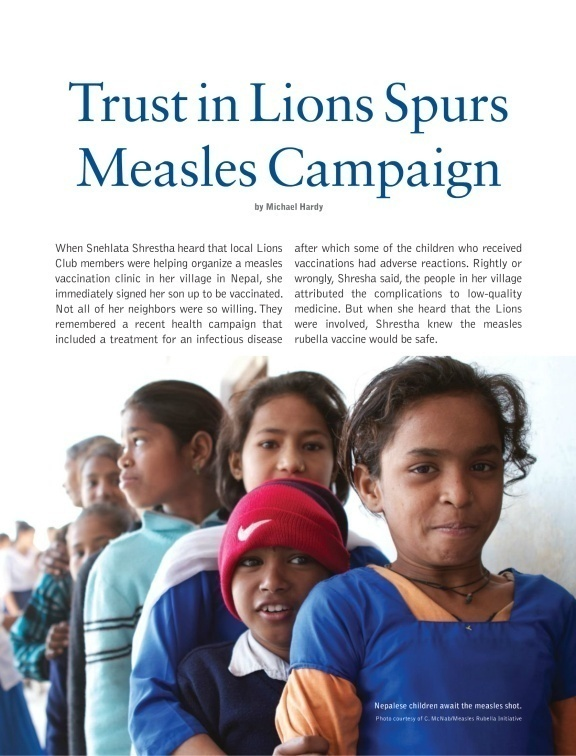 Trust in Lions Spurs
Measles Campaign
by Michael Hardy
When Snehlata Shrestha heard that local Lions
Club members were helping organize a measles
vaccination clinic in her village in Nepal, she
immediately signed her son up to be vaccinated.
Not all of her neighbors were so willing. They
remembered a recent health campaign that
included a treatment for an infectious disease
after which some of the children who received
vaccinations had adverse reactions. Rightly or
wrongly, Shresha said, the people in her village
attributed the complications to low-quality
medicine. But when she heard that the Lions
were involved, Shrestha knew the measles
rubella vaccine would be safe.
Nepalese children await the measles shot.
Photo courtesy of C. McNab/Measles Rubella Initiative